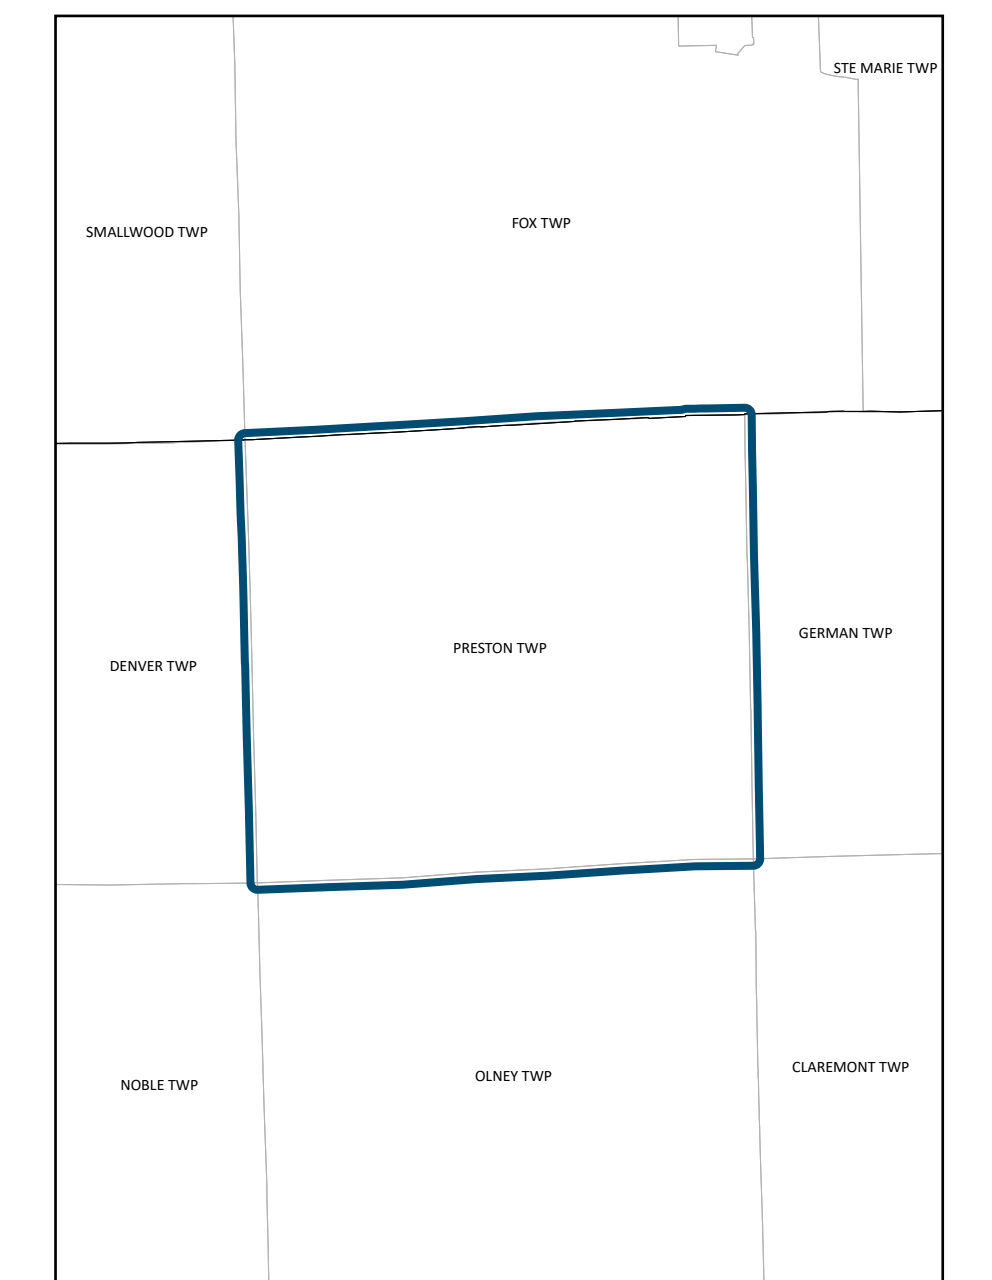 STE MARIE TWP
FOX TWP
SMALLWOOD TWP
GERMAN TWP
PRESTON TWP
DENVER TWP
CLAREMONT TWP
OLNEY TWP
NOBLE TWP